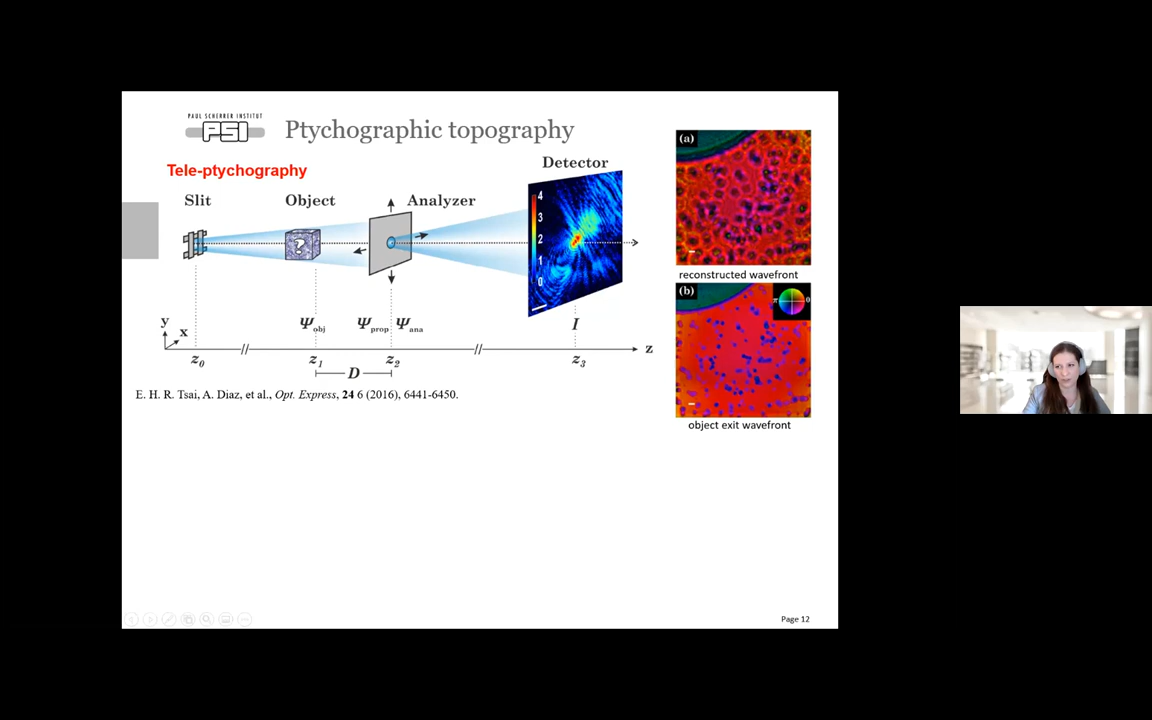 PAUL SCHERRER INSTITUT
PSI
Ptychographic topography
Tele-ptychography
Slit
Object
Analyzer
Detector
?
4
3
2
1
0
y
x
Ψobj
Ψprop
Ψana
I
z
z0
z1
z2
z3
D
E. H. R. Tsai, A. Diaz, et al., Opt. Express, 24 6 (2016), 6441-6450.
(a)
reconstructed wavefront
(b)
π
0
object exit wavefront
Page 12